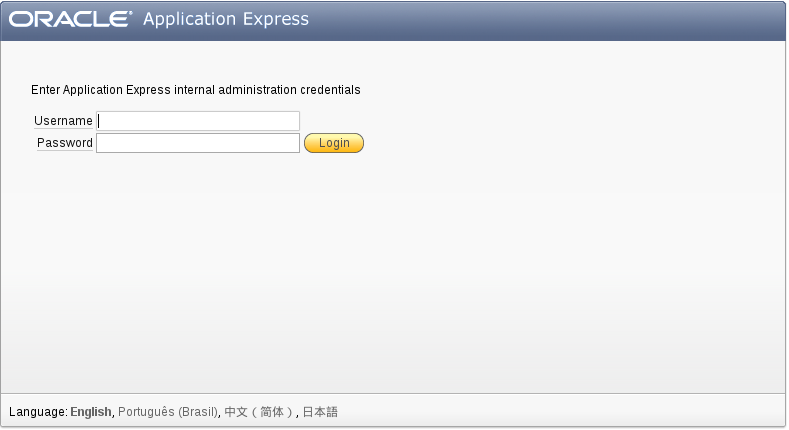 ORACLE® Application Express
Enter Application Express internal administration credentials
Username
Password Login
Language: English, Português (Brasil), 中文 ( 简体 ) , 日本語